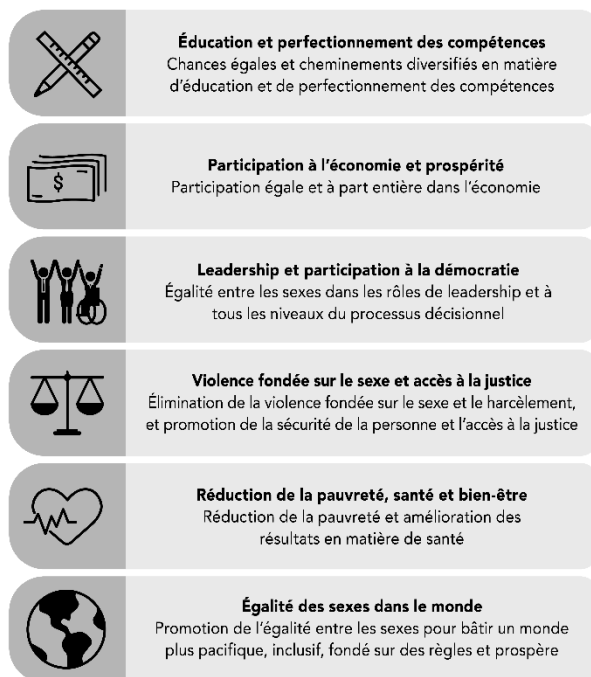 Éducation et perfectionnement des compétences
Chances égales et cheminements diversifiés en matière
d'éducation et de perfectionnement des compétences
$
Participation à l'économie et prospérité
Participation égale et à part entière dans l'économie
Leadership et participation à la démocratie
Égalité entre les sexes dans les rôles de leadership et à
tous les niveaux du processus décisionnel
Violence fondée sur le sexe et accès à la justice
Élimination de la violence fondée sur le sexe et le harcèlement,
et promotion de la sécurité de la personne et l'accès à la justice
Réduction de la pauvreté, santé et bien-être
Réduction de la pauvreté et amélioration des
résultats en matière de santé
Égalité des sexes dans le monde
Promotion de l'égalité entre les sexes pour bâtir un monde
plus pacifique, inclusif, fondé sur des règles et prospère